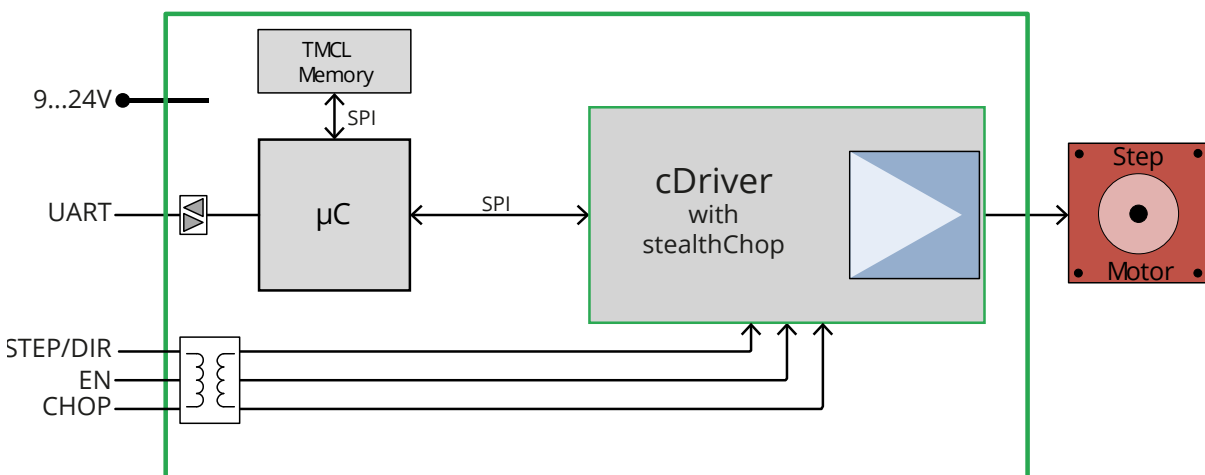 TMCL
Memory
9...24V
SPI
UART
µC
SPI
cDriver
with
stealthChop
Step
Motor
STEP/DIR
EN
CHOP